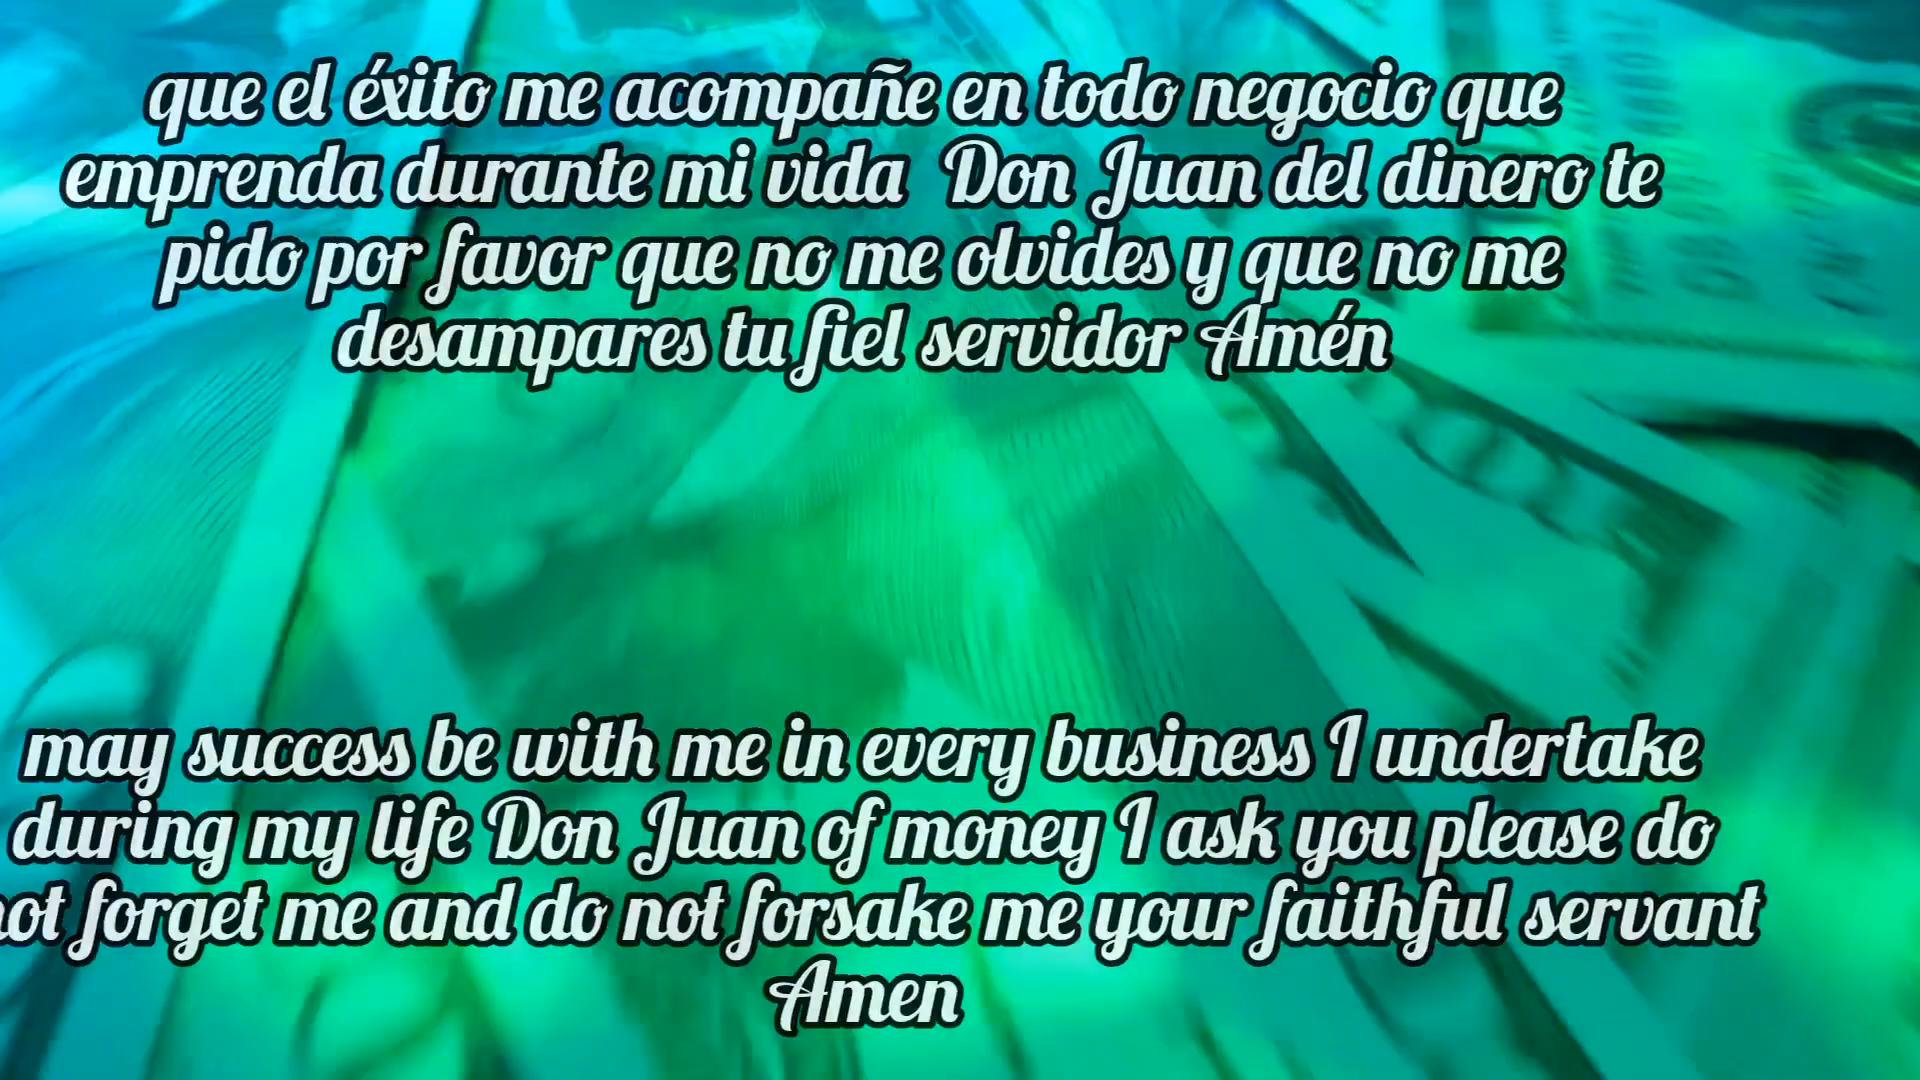 que el éxito me acompañe en todo negocio que
emprenda durante mi vida Don Juan del dinero te
pido por favor que no me olvides y que no me
desampares tu fiel servidor Amén
may success be with me in every business I undertake
during my life Don Juan of money I ask you please do
not forget me and do not forsake me your faithful servant
Amen